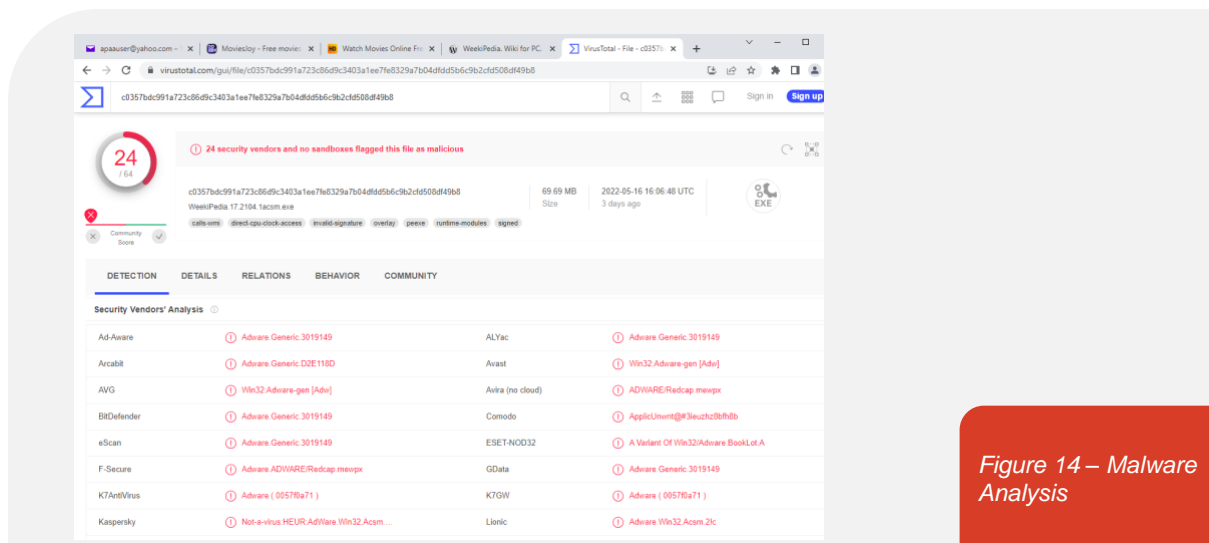 apaauser@yahoo.com –
MoviesJoy - Free movie
Watch Movies Online Fre
WeekiPedia. Wiki for PC.
VirusTotal - File - c0357b
virustotal.com/gui/file/c0357bdc991a723c86d9c3403a1ee7fe8329a7b04dfdd5b6c9b2cfd508df49b8
c0357bdc991a723c86d9c3403a1ee7fe8329a7b04dfdd5b6c9b2cfd508df49b8
Sign in
Sign up
24
/ 64
24 security vendors and no sandboxes flagged this file as malicious
c0357bdc991a723c86d9c3403a1ee7fe8329a7b04dfdd5b6c9b2cfd508df49b8
WeekiPedia.17.2104.1acsm.exe
calls-wmi direct-cpu-clock-access invalid-signature overlay peexe runtime-modules signed
69.69 MB
Size
2022-05-16 16:06:48 UTC
3 days ago
EXE
Community
Score
DETECTION DETAILS RELATIONS BEHAVIOR COMMUNITY
Security Vendors' Analysis
Ad-Aware Adware.Generic.3019149 ALYac Adware.Generic.3019149
Arcabit Adware.Generic.D2E118D Avast Win32:Adware-gen [Adw]
AVG Win32:Adware-gen [Adw] Avira (no cloud) ADWARE/Redcap.mewpx
BitDefender Adware.Generic.3019149 Comodo ApplicUnwnt@#3ieuzhz8bfh8b
eScan Adware.Generic.3019149 ESET-NOD32 A Variant Of Win32/Adware.BookLot.A
F-Secure Adware.ADWARE/Redcap.mewpx GData Adware.Generic.3019149
K7AntiVirus Adware ( 0057f0a71 ) K7GW Adware ( 0057f0a71 )
Kaspersky Not-a-virus:HEUR:AdWare.Win32.Acsm.... Lionic Adware.Win32.Acsm.2!c
Figure 14 – Malware
Analysis